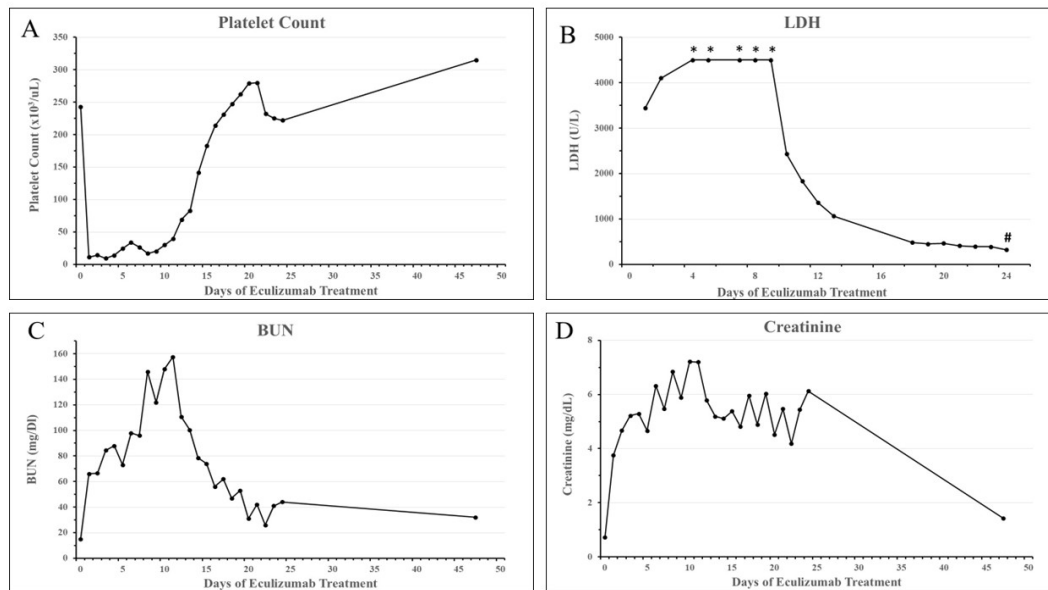 A
Platelet Count
350
300
250
200
150
100
50
0
Platelet Count (x10³/uL)
0 5 10 15 20 25 30 35 40 45 50
Days of Eculizumab Treatment
B
LDH
5000
4000
3000
2000
1000
0
LDH (U/L)
* * * * *
#
0 4 8 12 16 20 24
Days of Eculizumab Treatment
C
BUN
160
140
120
100
80
60
40
20
0
BUN (mg/Dl)
0 5 10 15 20 25 30 35 40 45 50
Days of Eculizumab Treatment
D
Creatinine
8
6
4
2
0
Creatinine (mg/dL)
0 5 10 15 20 25 30 35 40 45 50
Days of Eculizumab Treatment